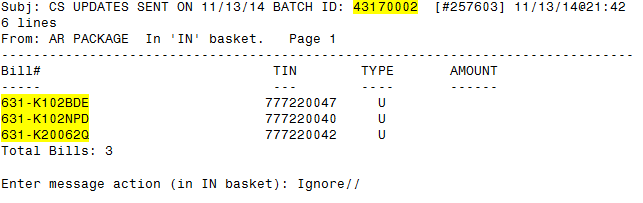 Subj: CS UPDATES SENT ON 11/13/14 BATCH ID: 43170002 [#257603] 11/13/14@21:42
6 lines
From: AR PACKAGE In 'IN' basket. Page 1
-------------------------------------------------------------------------------
Bill# TIN TYPE AMOUNT
----- --- ---- ------
631-K102BDE 777220047 U
631-K102NPD 777220040 U
631-K20062Q 777220042 U
Total Bills: 3
Enter message action (in IN basket): Ignore//